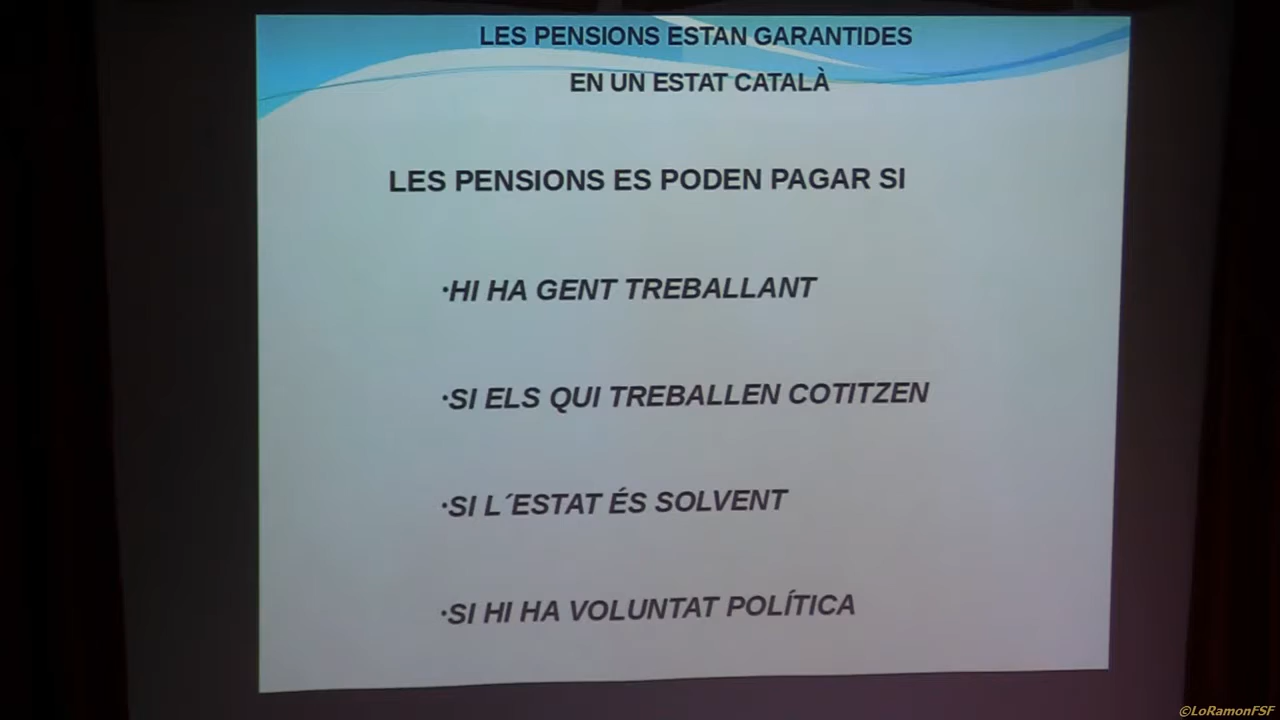 LES PENSIONS ESTAN GARANTIDES
EN UN ESTAT CATALÀ
LES PENSIONS ES PODEN PAGAR SI
·HI HA GENT TREBALLANT
·SI ELS QUI TREBALLEN COTITZEN
·SI L´ESTAT ÉS SOLVENT
·SI HI HA VOLUNTAT POLÍTICA
©LoRamonFSF